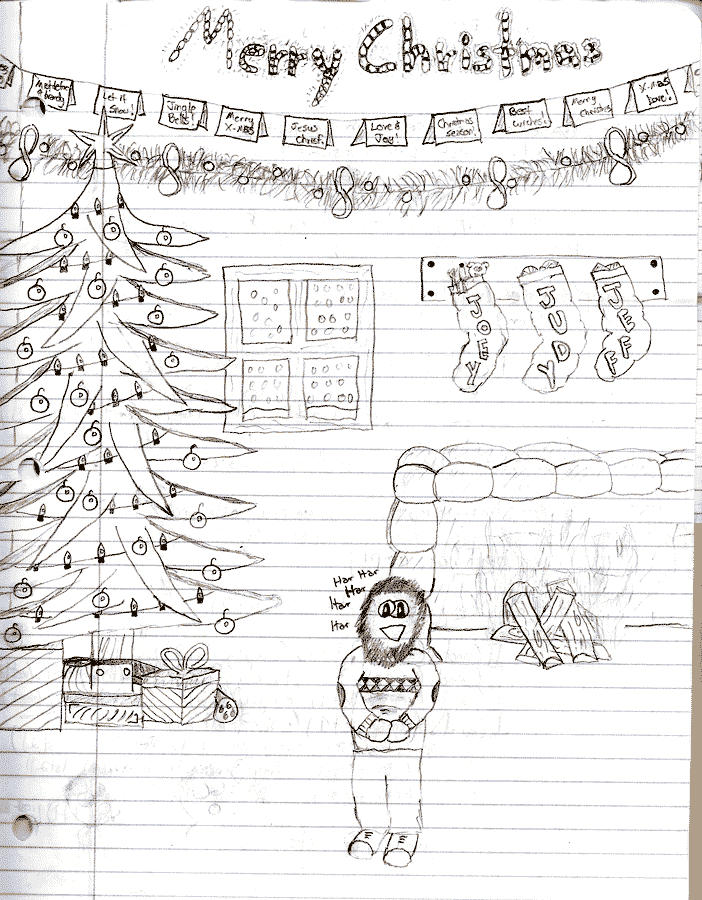 Merry Christmas
Mistletoe
Let it
Snow!
Jingle
Bells!
Merry
X-MAS
Jesus
Christ.
Love &
Joy!
Christmas
season!
Best
wishes!
Merry
Christmas
X-MAS
Love!
JOEY
JUDY
JEFF
Har Har
Har
Har
Har